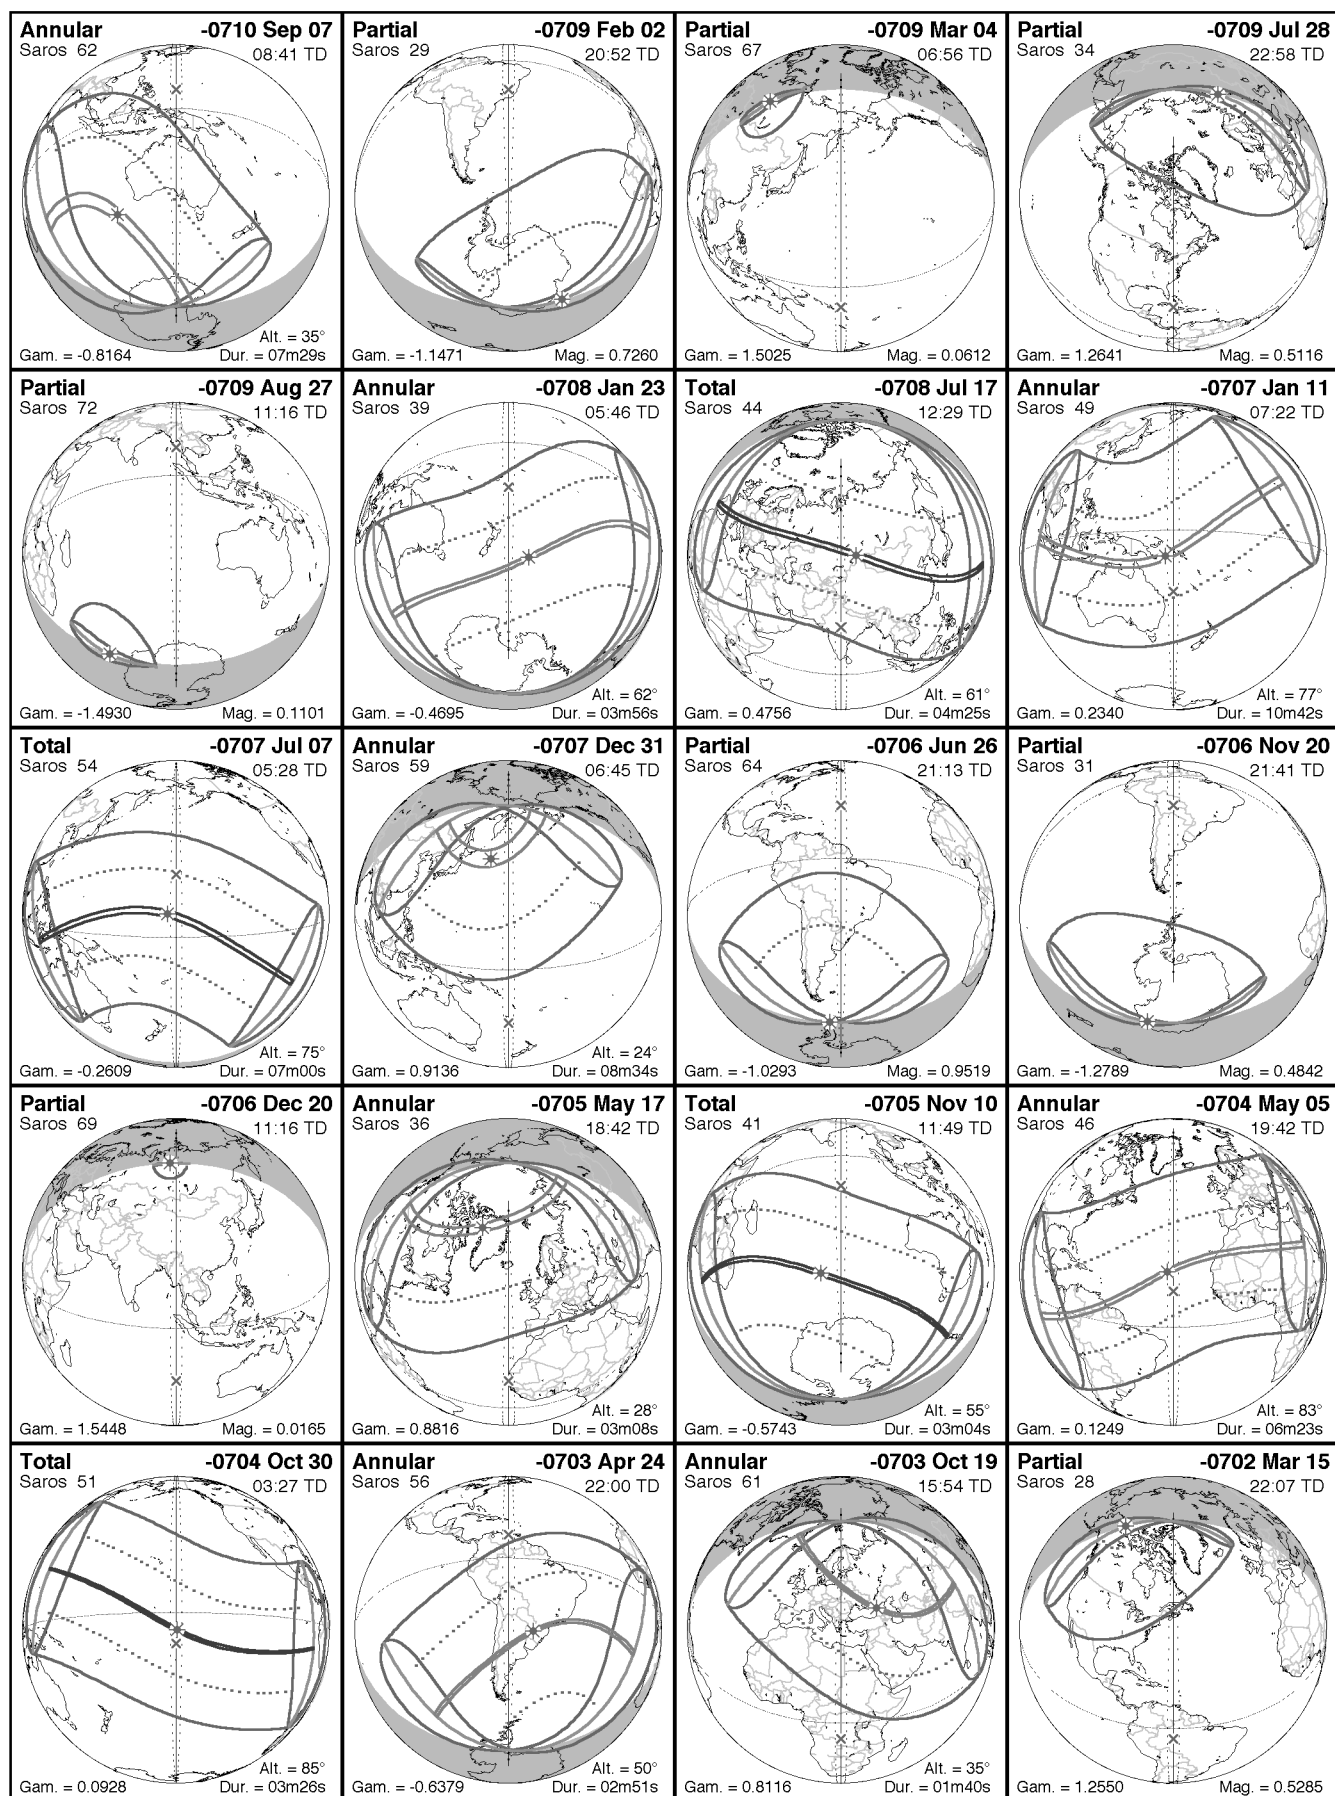 Annular -0710 Sep 07
Saros 62 08:41 TD
Alt. = 35°
Gam. = -0.8164 Dur. = 07m29s
Partial -0709 Feb 02
Saros 29 20:52 TD
Gam. = -1.1471 Mag. = 0.7260
Partial -0709 Mar 04
Saros 67 06:56 TD
Gam. = 1.5025 Mag. = 0.0612
Partial -0709 Jul 28
Saros 34 22:58 TD
Gam. = 1.2641 Mag. = 0.5116
Partial -0709 Aug 27
Saros 72 11:16 TD
Gam. = -1.4930 Mag. = 0.1101
Annular -0708 Jan 23
Saros 39 05:46 TD
Alt. = 62°
Gam. = -0.4695 Dur. = 03m56s
Total -0708 Jul 17
Saros 44 12:29 TD
Alt. = 61°
Gam. = 0.4756 Dur. = 04m25s
Annular -0707 Jan 11
Saros 49 07:22 TD
Alt. = 77°
Gam. = 0.2340 Dur. = 10m42s
Total -0707 Jul 07
Saros 54 05:28 TD
Alt. = 75°
Gam. = -0.2609 Dur. = 07m00s
Annular -0707 Dec 31
Saros 59 06:45 TD
Alt. = 24°
Gam. = 0.9136 Dur. = 08m34s
Partial -0706 Jun 26
Saros 64 21:13 TD
Gam. = -1.0293 Mag. = 0.9519
Partial -0706 Nov 20
Saros 31 21:41 TD
Gam. = -1.2789 Mag. = 0.4842
Partial -0706 Dec 20
Saros 69 11:16 TD
Gam. = 1.5448 Mag. = 0.0165
Annular -0705 May 17
Saros 36 18:42 TD
Alt. = 28°
Gam. = 0.8816 Dur. = 03m08s
Total -0705 Nov 10
Saros 41 11:49 TD
Alt. = 55°
Gam. = -0.5743 Dur. = 03m04s
Annular -0704 May 05
Saros 46 19:42 TD
Alt. = 83°
Gam. = 0.1249 Dur. = 06m23s
Total -0704 Oct 30
Saros 51 03:27 TD
Alt. = 85°
Gam. = 0.0928 Dur. = 03m26s
Annular -0703 Apr 24
Saros 56 22:00 TD
Alt. = 50°
Gam. = -0.6379 Dur. = 02m51s
Annular -0703 Oct 19
Saros 61 15:54 TD
Alt. = 35°
Gam. = 0.8116 Dur. = 01m40s
Partial -0702 Mar 15
Saros 28 22:07 TD
Gam. = 1.2550 Mag. = 0.5285